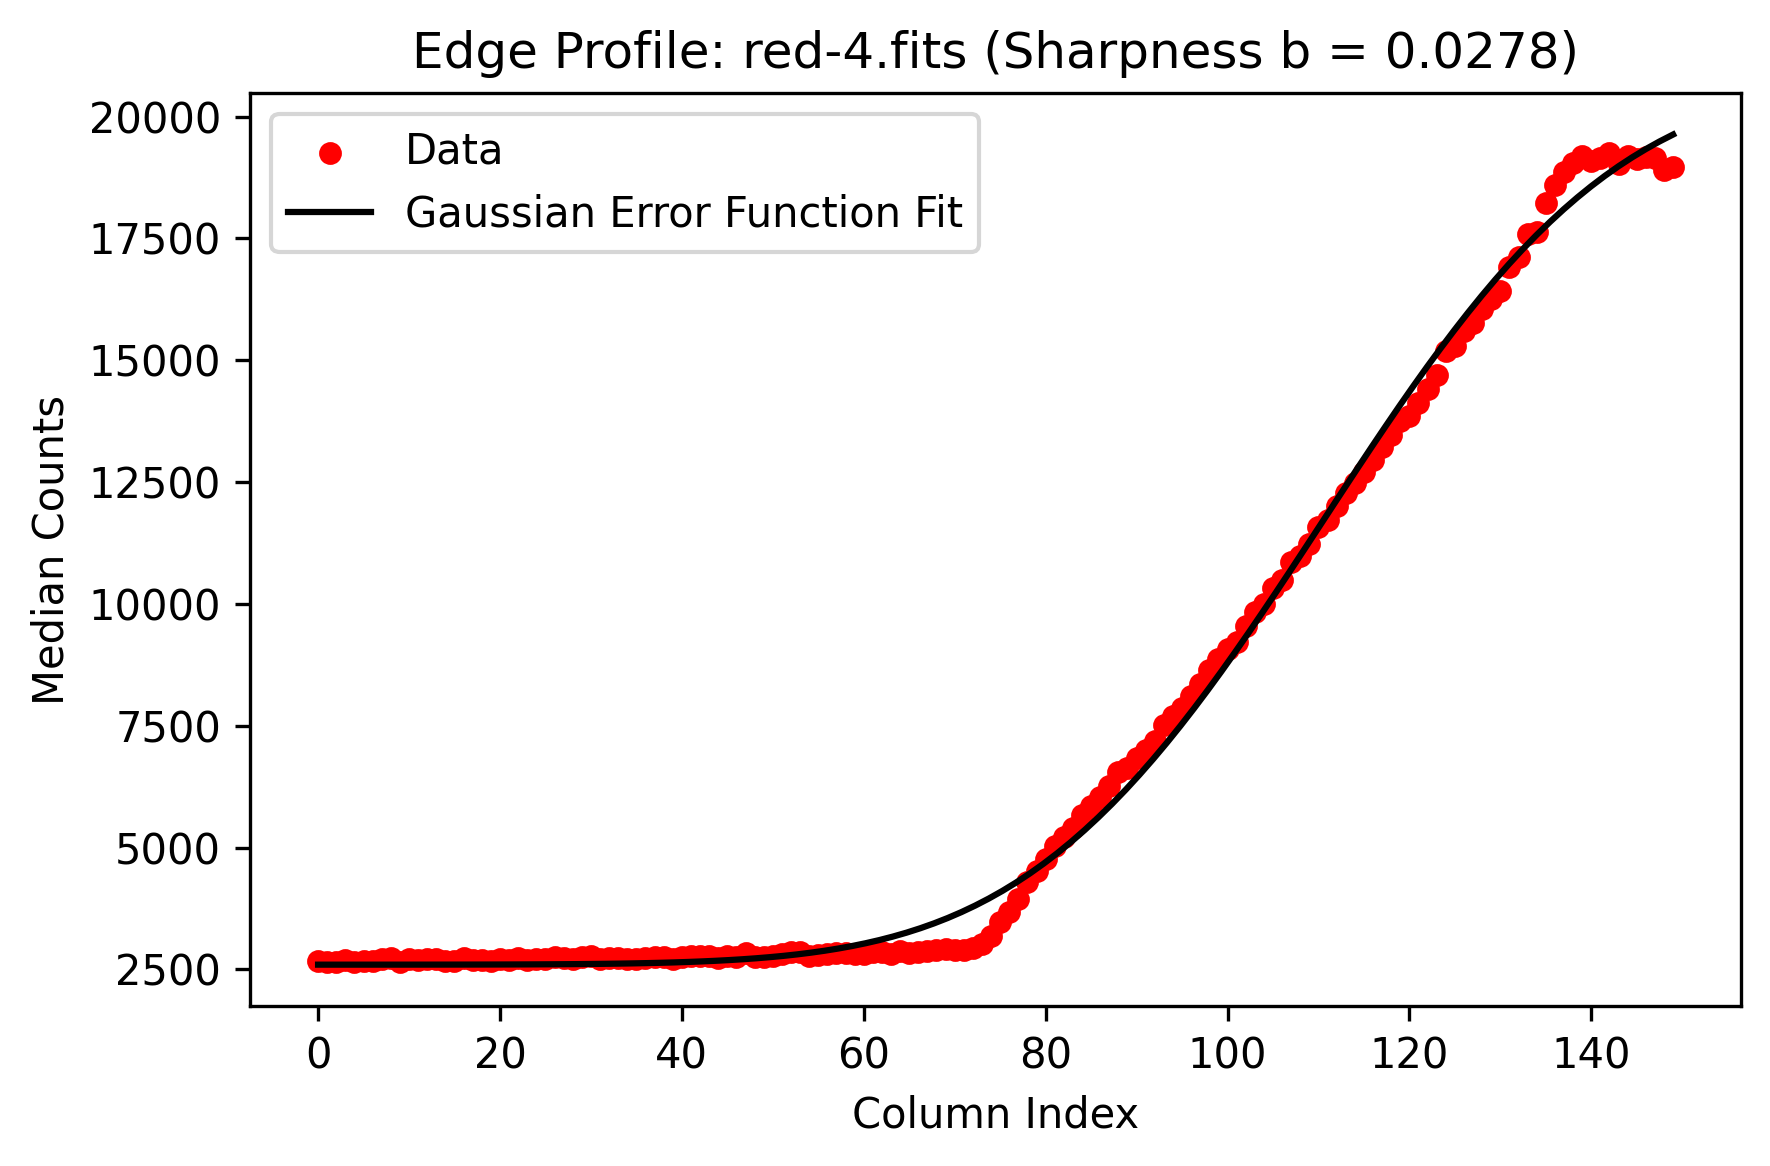 Edge Profile: red-4.fits (Sharpness b = 0.0278)
Data
Gaussian Error Function Fit
20000
17500
15000
12500
10000
7500
5000
2500
Median Counts
0 20 40 60 80 100 120 140
Column Index